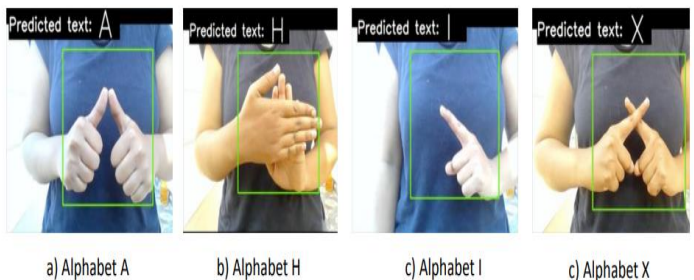 Predicted text: A
Predicted text: H
Predicted text: I
Predicted text: X
a) Alphabet A
b) Alphabet H
c) Alphabet I
c) Alphabet X